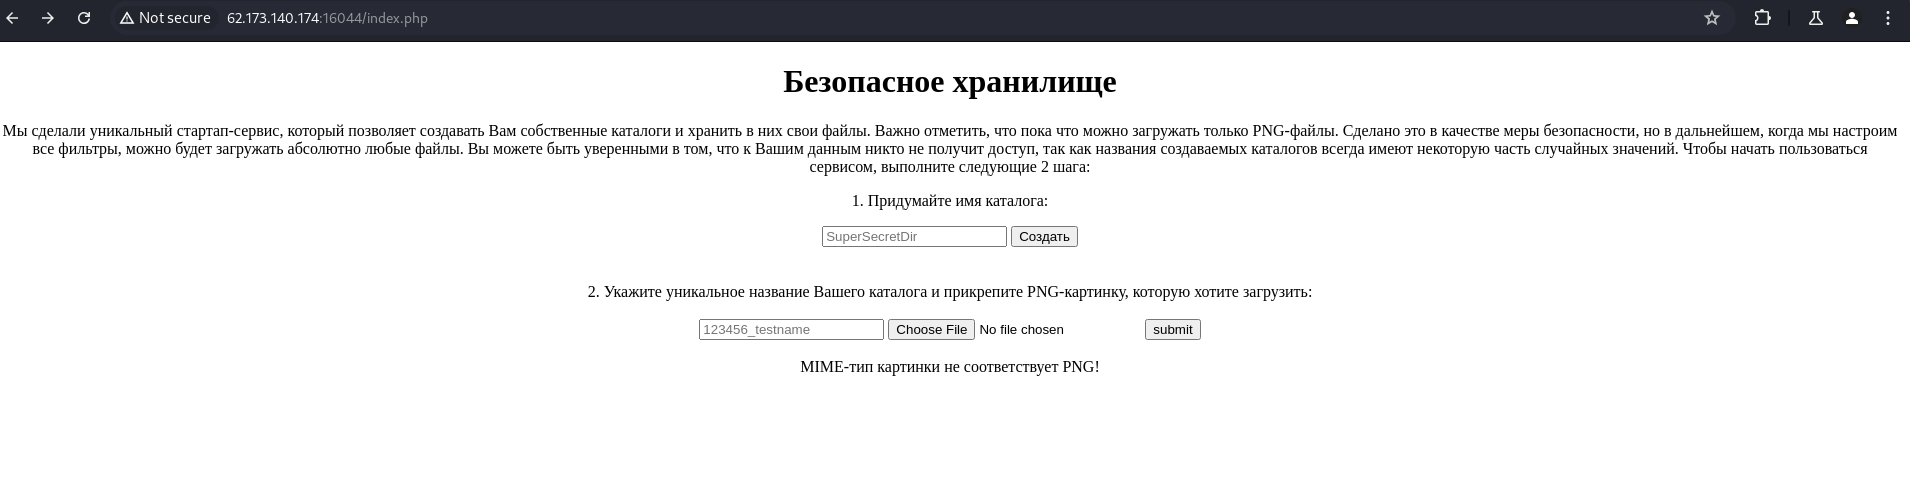 Not secure 62.173.140.174:16044/index.php
Безопасное хранилище
Мы сделали уникальный стартап-сервис, который позволяет создавать Вам собственные каталоги и хранить в них свои файлы. Важно отметить, что пока что можно загружать только PNG-файлы. Сделано это в качестве меры безопасности, но в дальнейшем, когда мы настроим
все фильтры, можно будет загружать абсолютно любые файлы. Вы можете быть уверенными в том, что к Вашим данным никто не получит доступ, так как названия создаваемых каталогов всегда имеют некоторую часть случайных значений. Чтобы начать пользоваться
сервисом, выполните следующие 2 шага:
1. Придумайте имя каталога:
SuperSecretDir Создать
2. Укажите уникальное название Вашего каталога и прикрепите PNG-картинку, которую хотите загрузить:
123456_testname Choose File No file chosen submit
MIME-тип картинки не соответствует PNG!